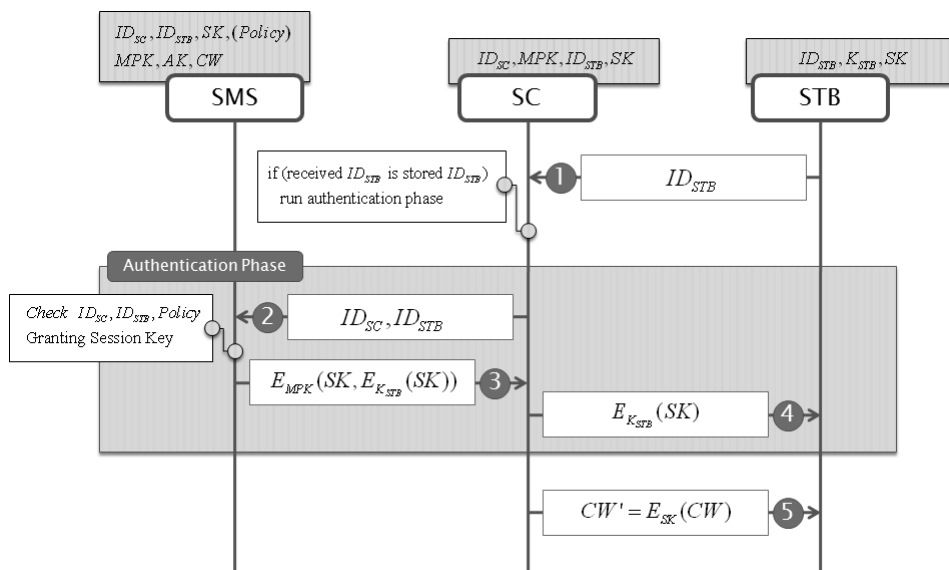 ID_SC, ID_STB, SK, (Policy)
MPK, AK, CW
SMS
ID_SC, MPK, ID_STB, SK
SC
ID_STB, K_STB, SK
STB
if (received ID_STB is stored ID_STB)
run authentication phase
1
ID_STB
Authentication Phase
Check ID_SC, ID_STB, Policy
Granting Session Key
2
ID_SC, ID_STB
E_MPK(SK, E_K_STB(SK))
3
E_K_STB(SK)
4
CW' = E_SK(CW)
5